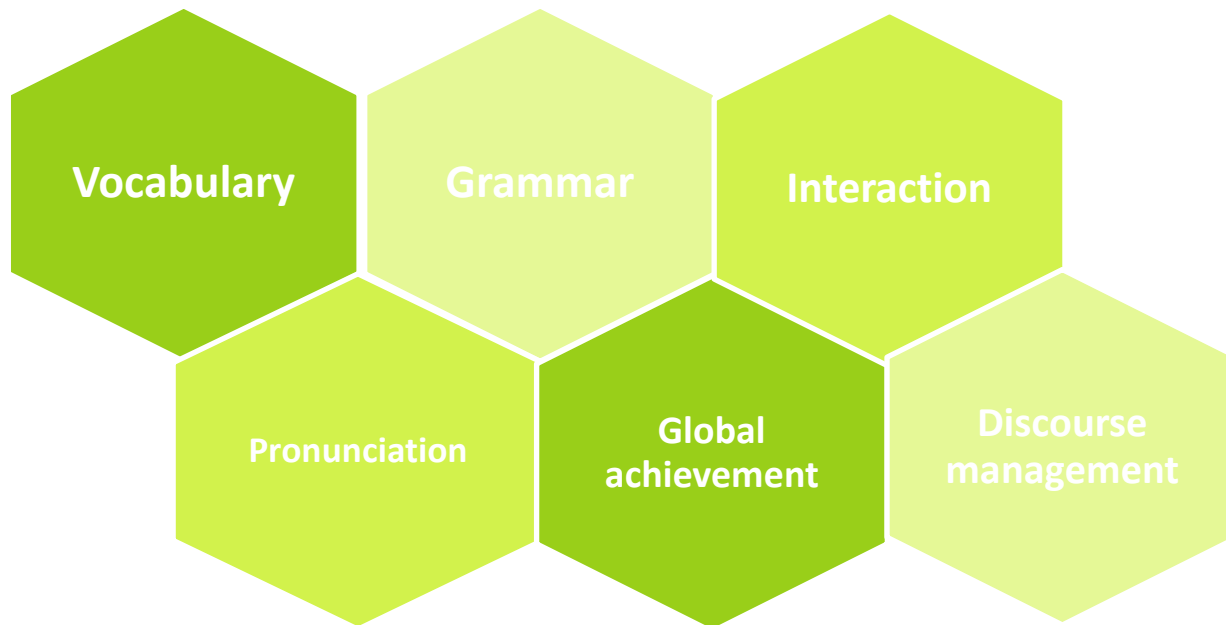 Vocabulary
Grammar
Interaction
Pronunciation
Global
achievement
Discourse
management